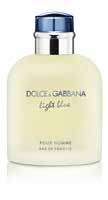 DOLCE & GABBANA
light blue
POUR HOMME
EAU DE TOILETTE